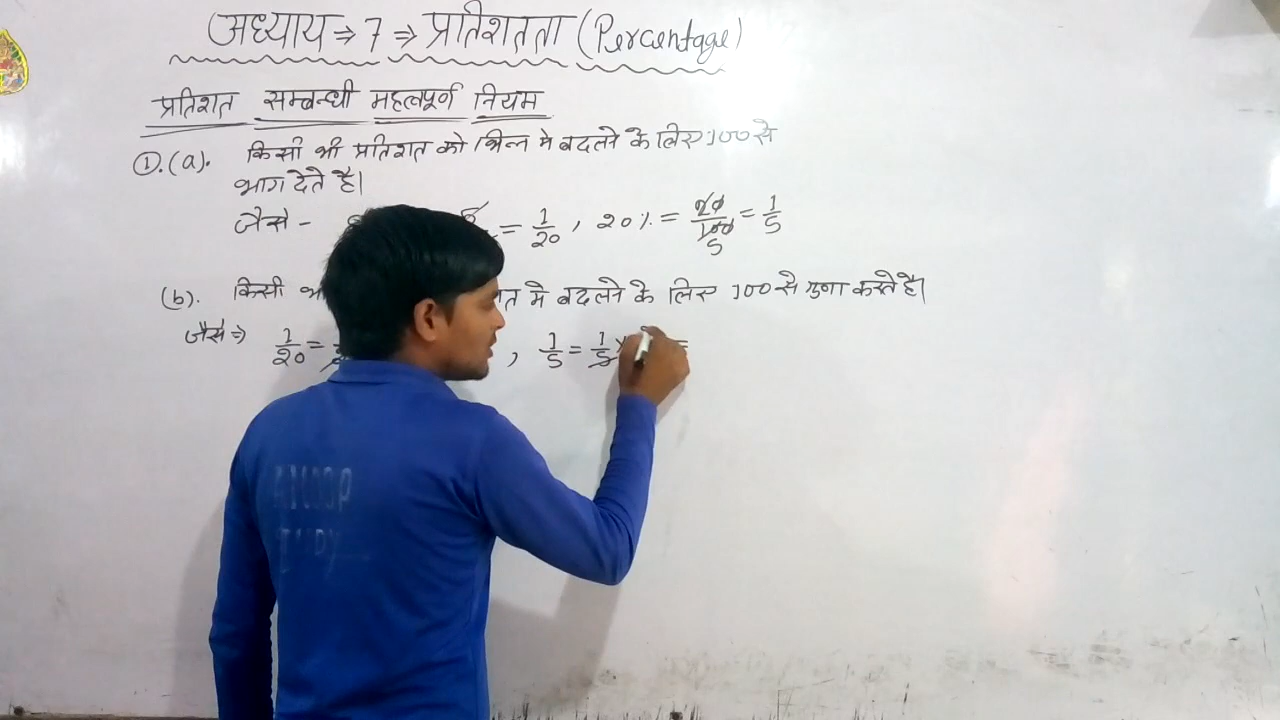 अध्याय ⇒ 7 ⇒ प्रतिशतता (Percentage)
प्रतिशत सम्बन्धी महत्वपूर्ण नियम
①.(a). किसी भी प्रतिशत को भिन्न मे बदलने के लिए 100 से
भाग देते है।
जैसे - = 1/20 , 20% = 20/100 5 = 1/5
(b). किसी मे बदलने के लिए 100 से गुणा करते है।
जैसे ⇒ 1/20 = , 1/5 = 1/5 × =